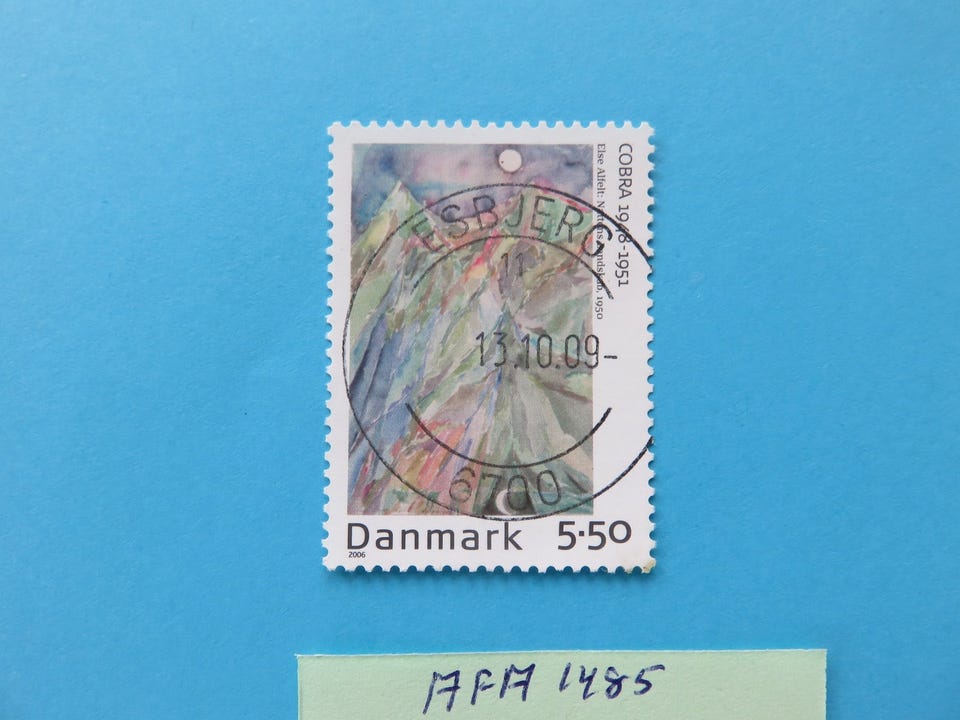 COBRA 1948-1951
Else Alfelt: Nattens landskab, 1950
ESBJERG
11
13.10.09-
6700
Danmark 5·50
2006
AFA 1485